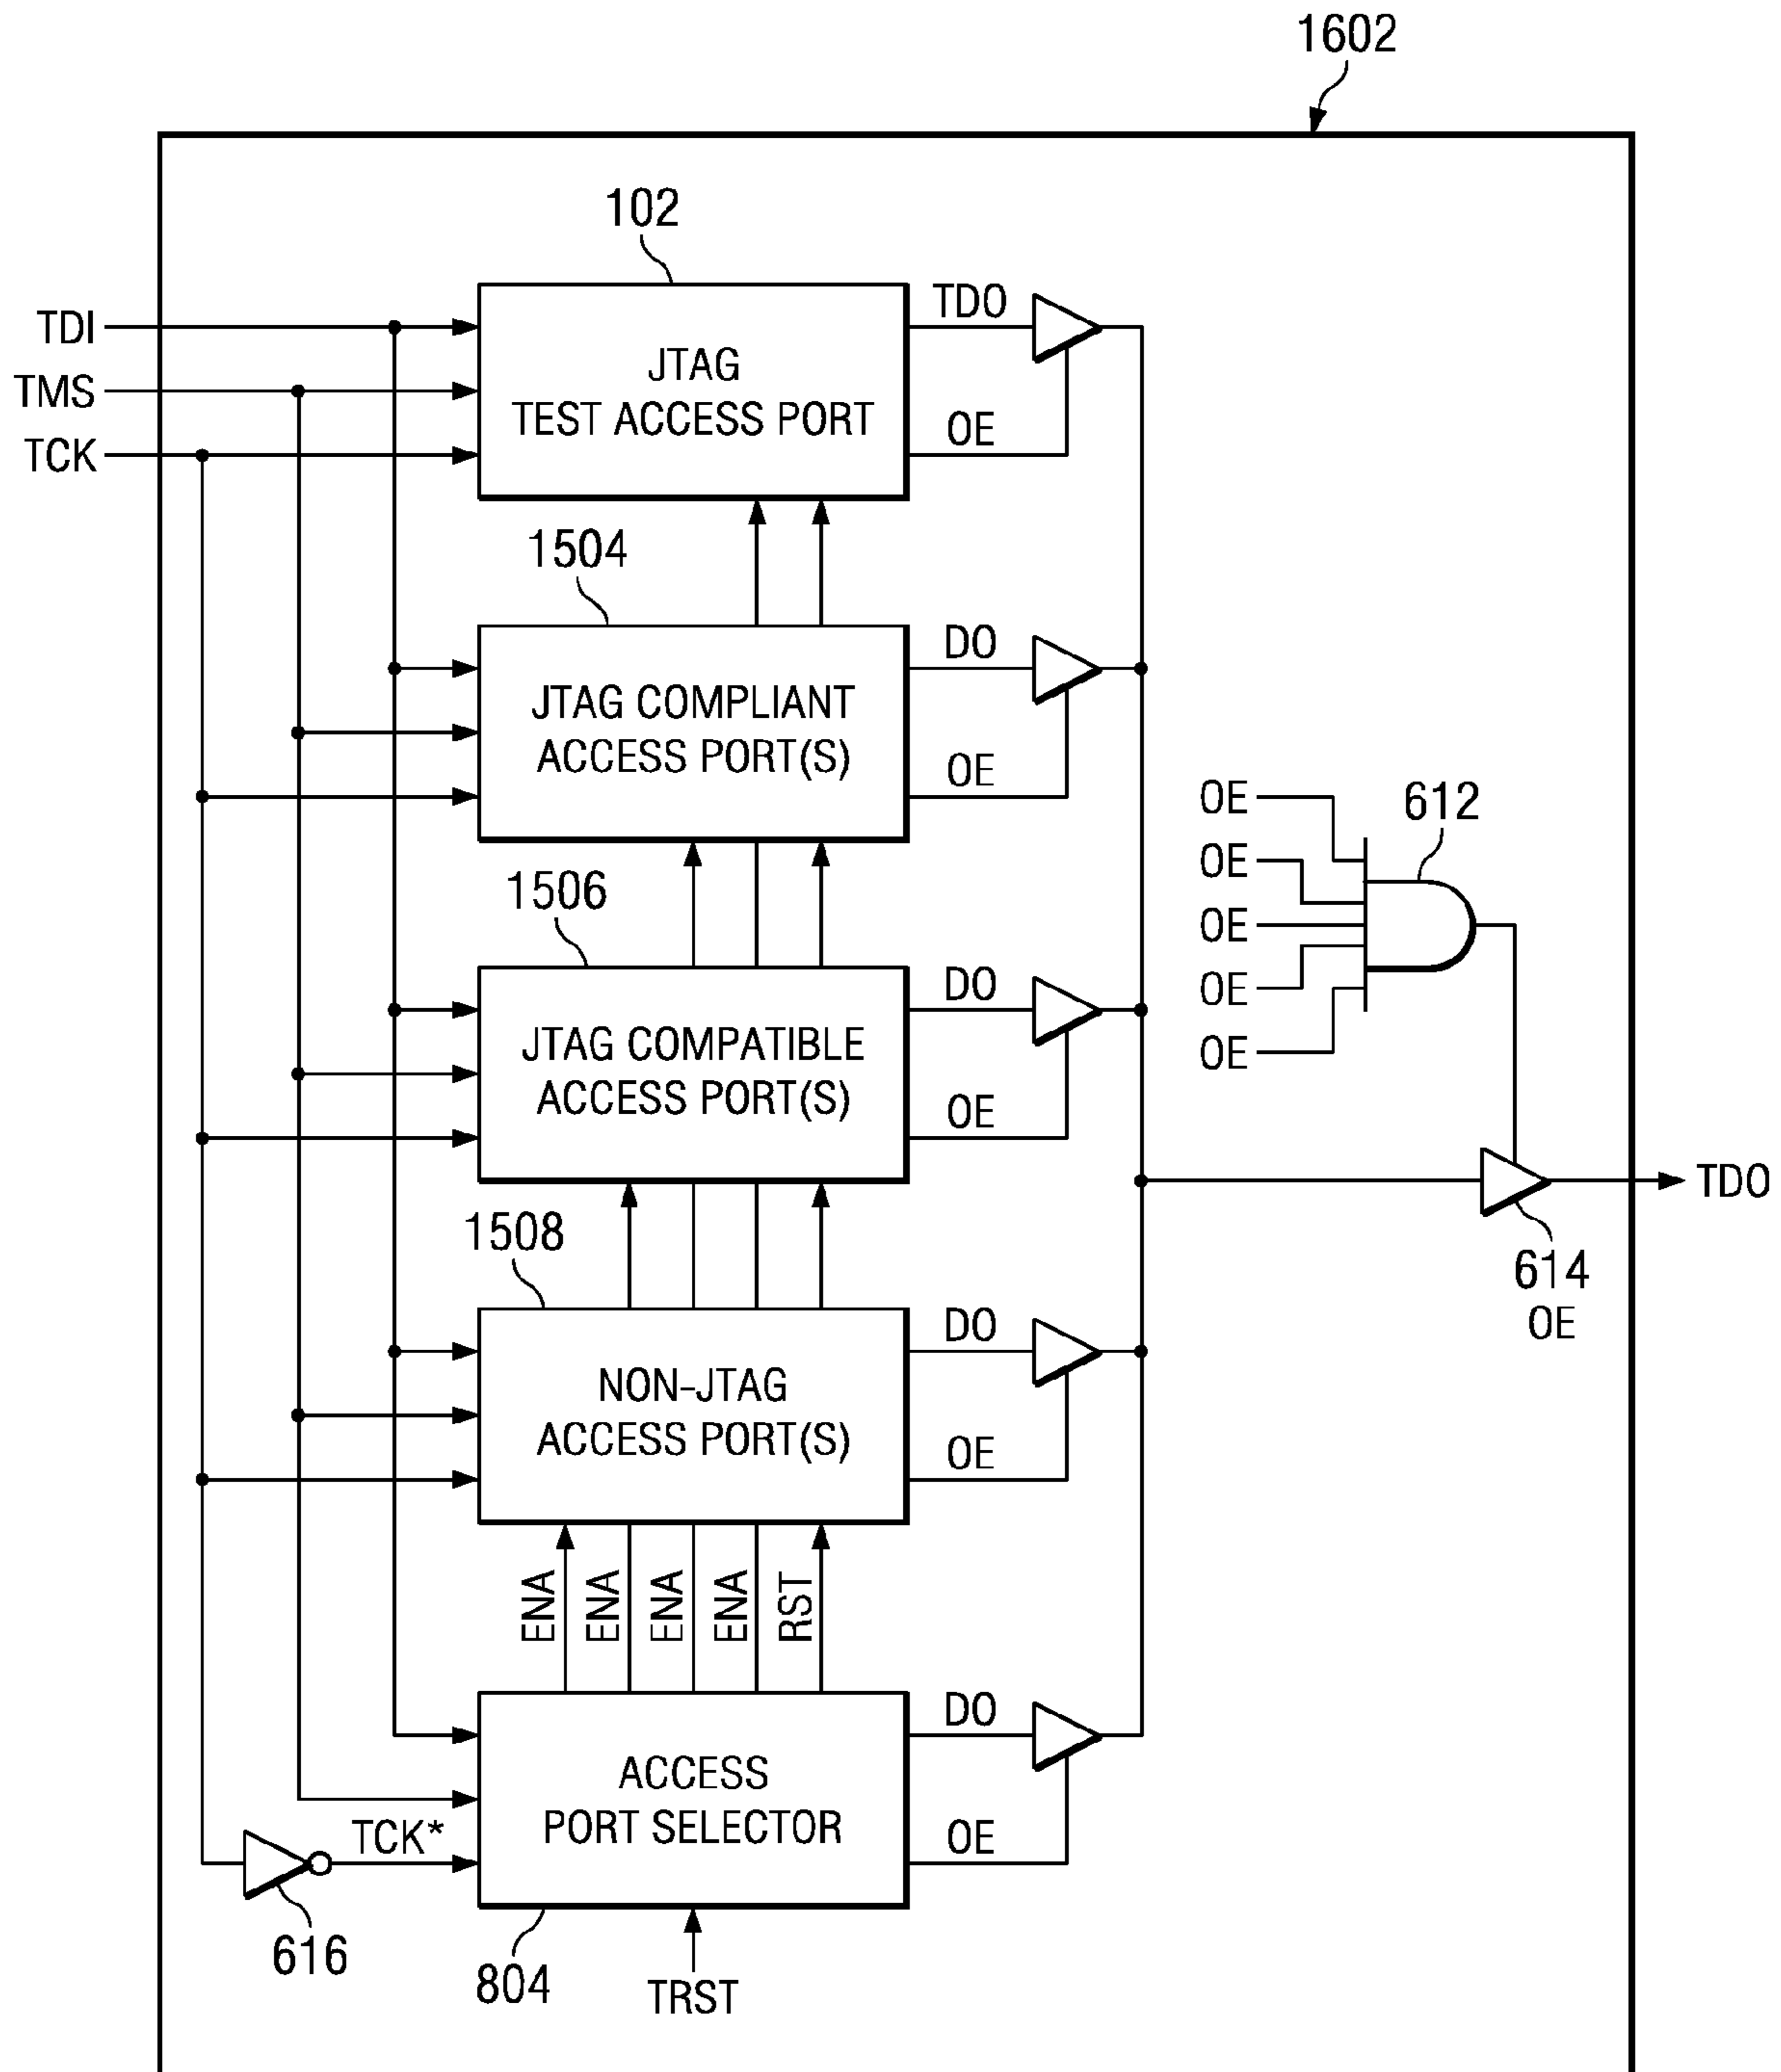 1602
102
TDI
TMS
TCK
JTAG
TEST ACCESS PORT
TDO
OE
1504
JTAG COMPLIANT
ACCESS PORT(S)
DO
OE
OE
OE
OE
OE
OE
612
1506
JTAG COMPATIBLE
ACCESS PORT(S)
DO
OE
TDO
614
OE
1508
NON-JTAG
ACCESS PORT(S)
DO
OE
ENA
ENA
ENA
ENA
RST
ACCESS
PORT SELECTOR
DO
OE
TCK*
616
804
TRST